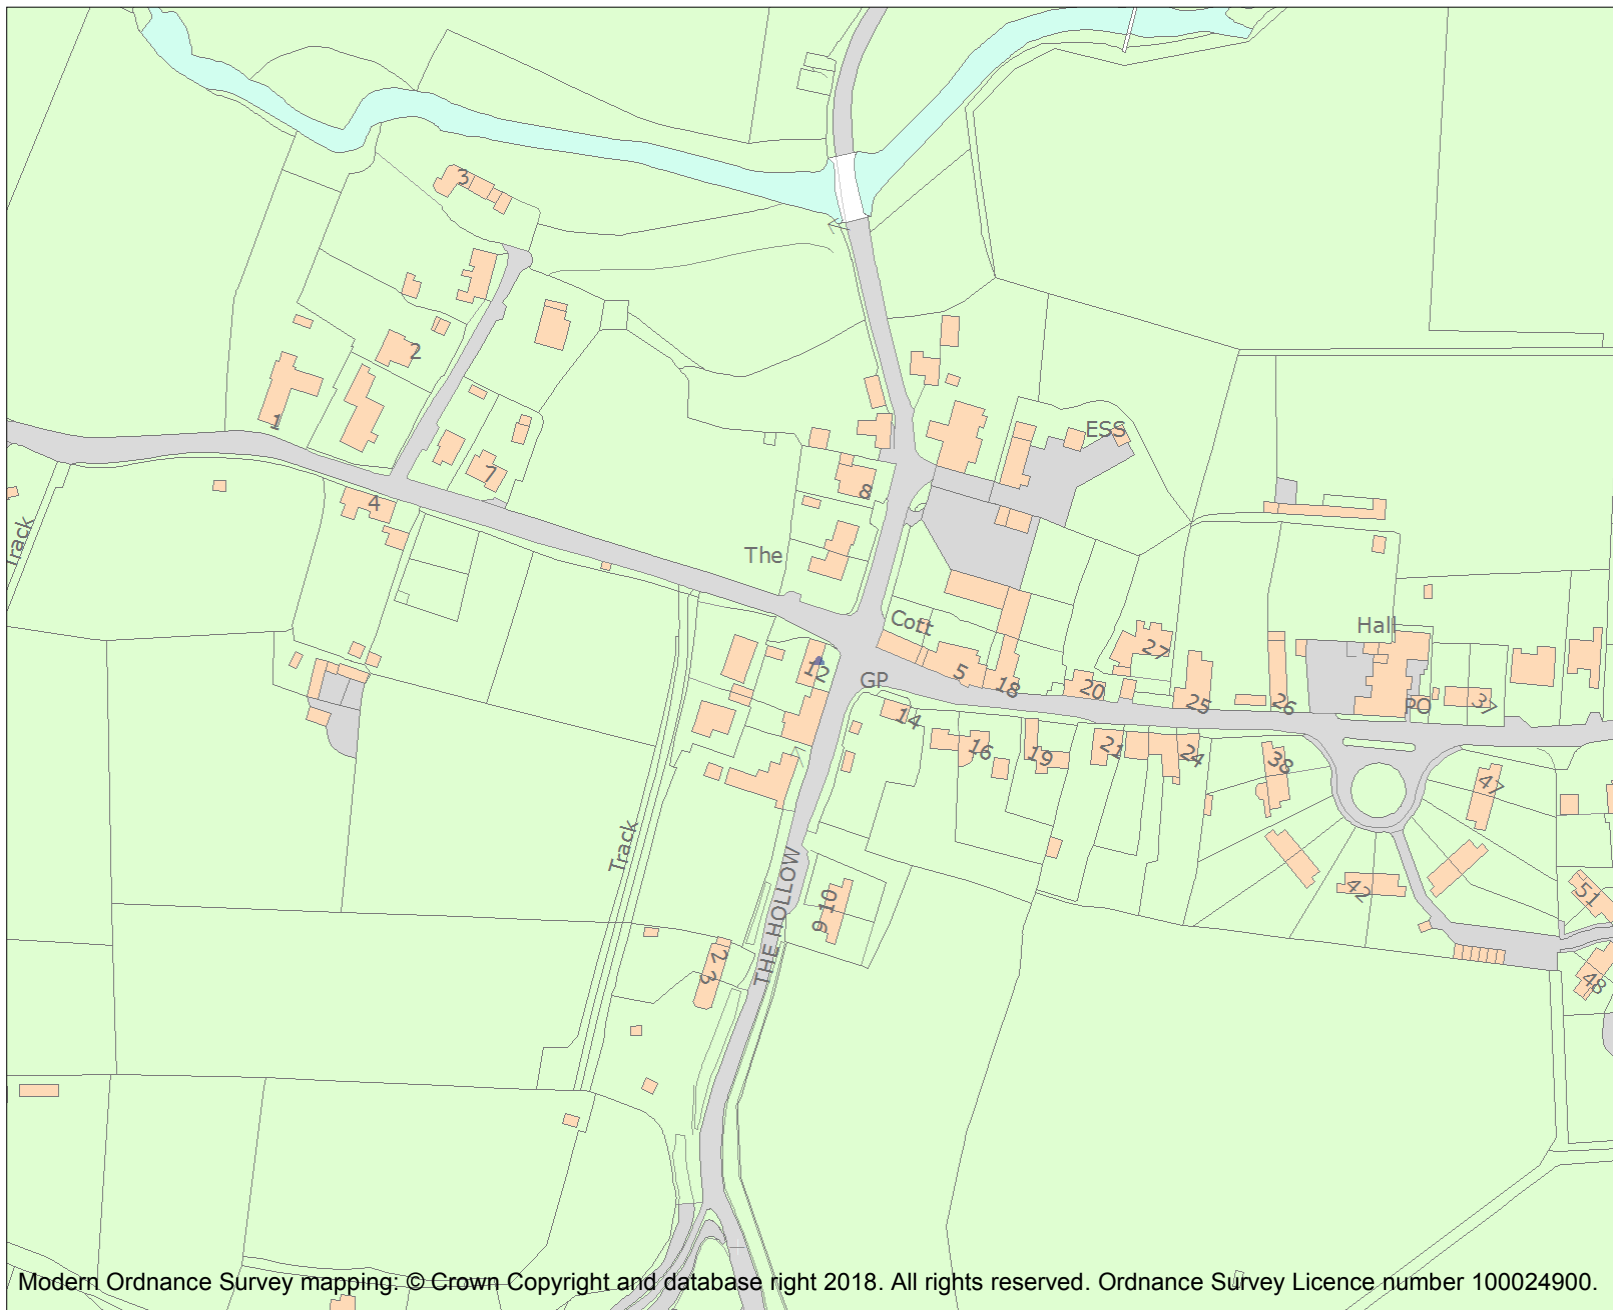 3
2
1
7
4
Track
ESS
8
The
Cott
5
18
20
27
25
26
Hall
PO
37
12
GP
14
16
19
21
24
38
47
42
51
48
Track
THE HOLLOW
9 10
2
3
Modern Ordnance Survey mapping: © Crown Copyright and database right 2018. All rights reserved. Ordnance Survey Licence number 100024900.